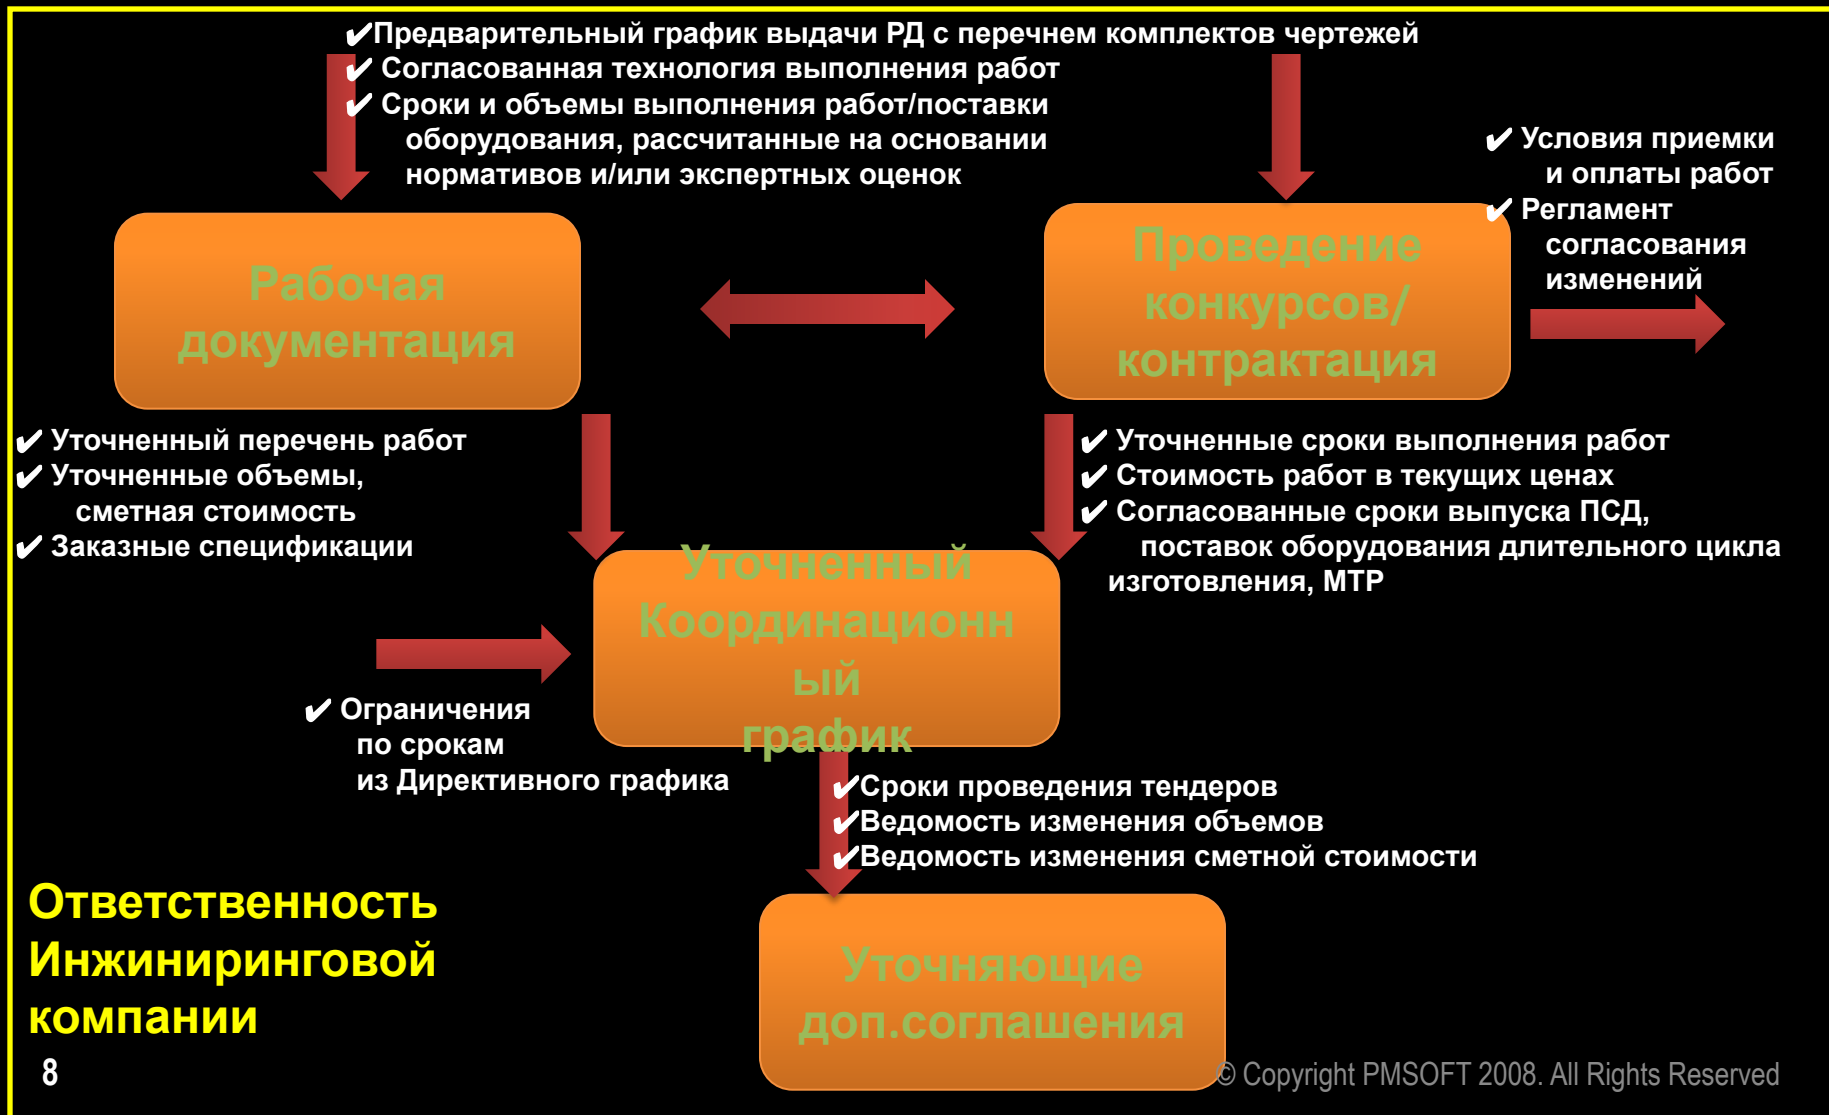 ✔Предварительный график выдачи РД с перечнем комплектов чертежей
✔ Согласованная технология выполнения работ
✔ Сроки и объемы выполнения работ/поставки
оборудования, рассчитанные на основании
нормативов и/или экспертных оценок
✔ Условия приемки
и оплаты работ
✔ Регламент
согласования
изменений
Рабочая
документация
Проведение
конкурсов/
контрактация
✔ Уточненный перечень работ
✔ Уточненные объемы,
сметная стоимость
✔ Заказные спецификации
✔ Уточненные сроки выполнения работ
✔ Стоимость работ в текущих ценах
✔ Согласованные сроки выпуска ПСД,
поставок оборудования длительного цикла
изготовления, МТР
Уточненный
Координационн
ый
график
✔ Ограничения
по срокам
из Директивного графика
✔Сроки проведения тендеров
✔Ведомость изменения объемов
✔Ведомость изменения сметной стоимости
Ответственность
Инжиниринговой
компании
Уточняющие
доп.соглашения
8
© Copyright PMSOFT 2008. All Rights Reserved